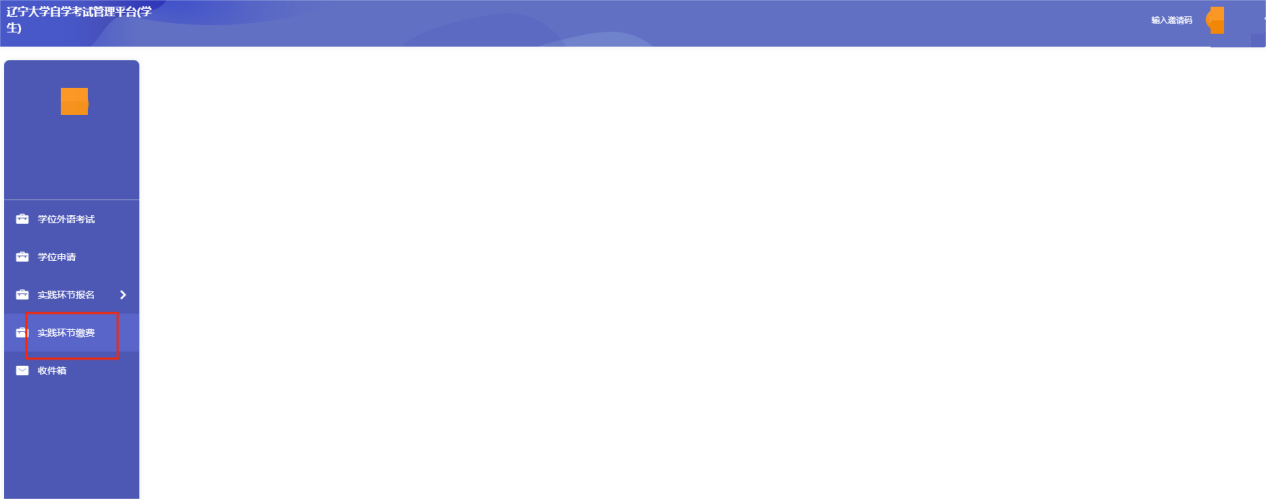 辽宁大学自学考试管理平台(学
生)
输入邀请码
学位外语考试
学位申请
实践环节报名
实践环节缴费
收件箱